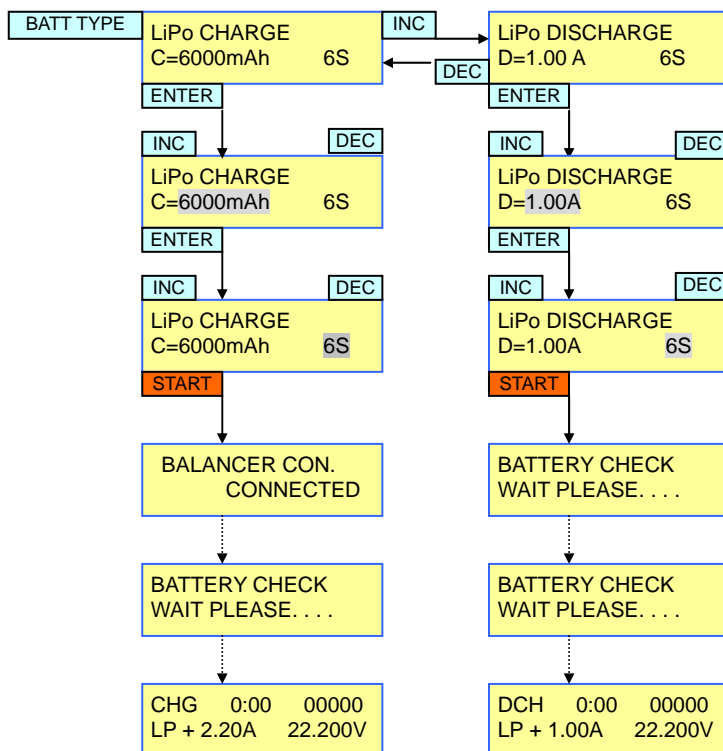 BATT TYPE
LiPo CHARGE
C=6000mAh 6S
INC
DEC
LiPo DISCHARGE
D=1.00 A 6S
ENTER
ENTER
INC
DEC
LiPo CHARGE
C=6000mAh 6S
INC
DEC
LiPo DISCHARGE
D=1.00A 6S
ENTER
ENTER
INC
DEC
LiPo CHARGE
C=6000mAh 6S
INC
DEC
LiPo DISCHARGE
D=1.00A 6S
START
START
BALANCER CON.
CONNECTED
BATTERY CHECK
WAIT PLEASE. . . .
BATTERY CHECK
WAIT PLEASE. . . .
BATTERY CHECK
WAIT PLEASE. . . .
CHG 0:00 00000
LP + 2.20A 22.200V
DCH 0:00 00000
LP + 1.00A 22.200V